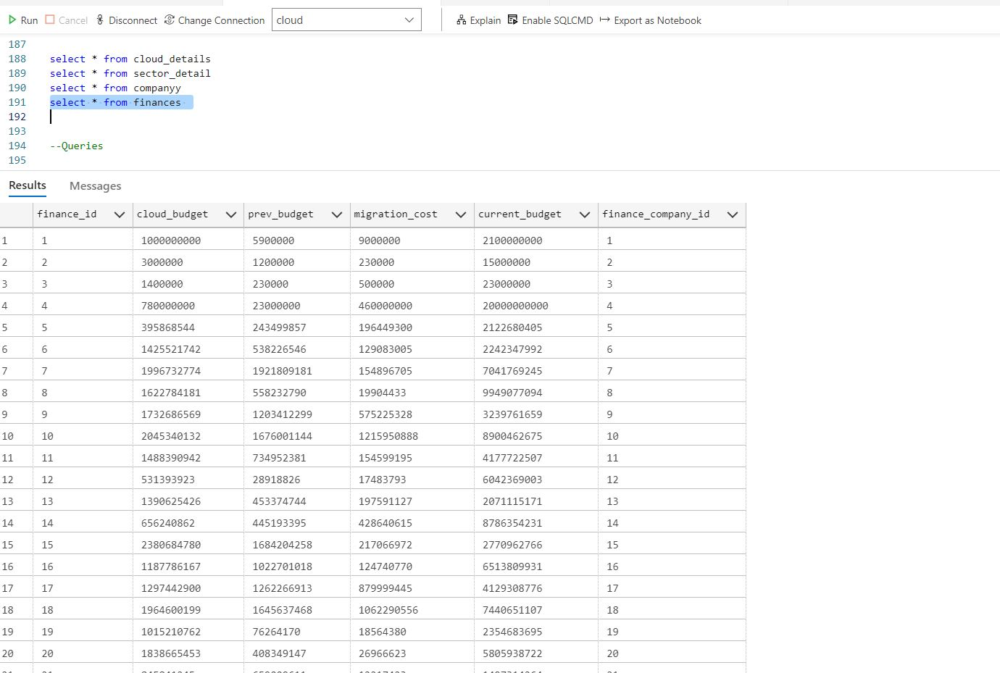 Run Cancel Disconnect Change Connection cloud Explain Enable SQLCMD Export as Notebook
187
188 select * from cloud_details
189 select * from sector_detail
190 select * from companyy
191 select * from finances
192
193
194 --Queries
195
Results Messages
finance_id cloud_budget prev_budget migration_cost current_budget finance_company_id
1 1 1000000000 5900000 9000000 2100000000 1
2 2 3000000 1200000 230000 15000000 2
3 3 1400000 230000 500000 23000000 3
4 4 780000000 23000000 460000000 20000000000 4
5 5 395868544 243499857 196449300 2122680405 5
6 6 1425521742 538226546 129083005 2242347992 6
7 7 1996732774 1921809181 154896705 7041769245 7
8 8 1622784181 558232790 19904433 9949077094 8
9 9 1732686569 1203412299 575225328 3239761659 9
10 10 2045340132 1676001144 1215950888 8900462675 10
11 11 1488390942 734952381 154599195 4177722507 11
12 12 531393923 28918826 17483793 6042369003 12
13 13 1390625426 453374744 197591127 2071115171 13
14 14 656240862 445193395 428640615 8786354231 14
15 15 2380684780 1684204258 217066972 2770962766 15
16 16 1187786167 1022701018 124740770 6513809931 16
17 17 1297442900 1262266913 879999445 4129308776 17
18 18 1964600199 1645637468 1062290556 7440651107 18
19 19 1015210762 76264170 18564380 2354683695 19
20 20 1838665453 408349147 26966623 5805938722 20